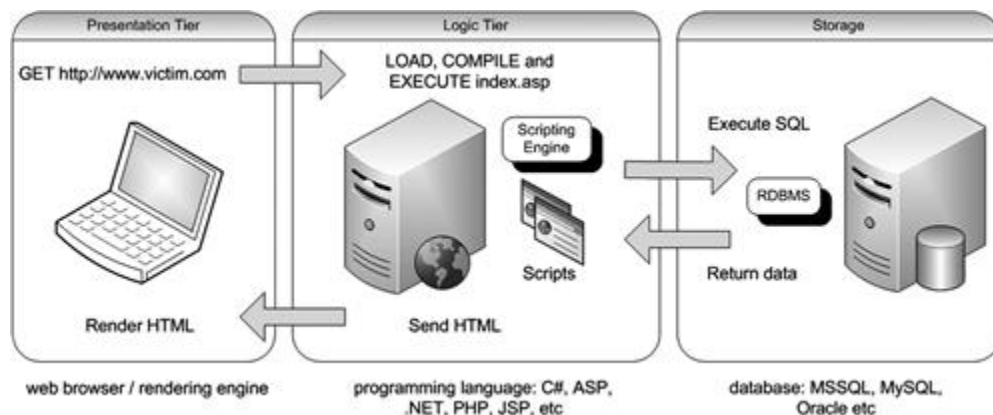 Presentation Tier
GET http://www.victim.com
Render HTML
web browser / rendering engine
Logic Tier
LOAD, COMPILE and
EXECUTE index.asp
Scripting
Engine
Scripts
Send HTML
programming language: C#, ASP,
.NET, PHP, JSP, etc
Storage
Execute SQL
RDBMS
Return data
database: MSSQL, MySQL,
Oracle etc